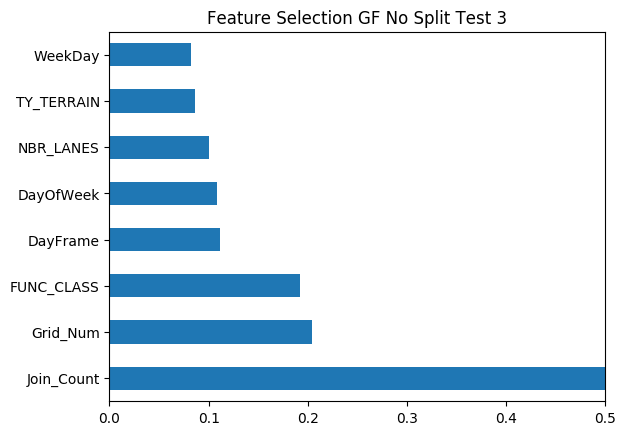 Feature Selection GF No Split Test 3
WeekDay
TY_TERRAIN
NBR_LANES
DayOfWeek
DayFrame
FUNC_CLASS
Grid_Num
Join_Count
0.0 0.1 0.2 0.3 0.4 0.5